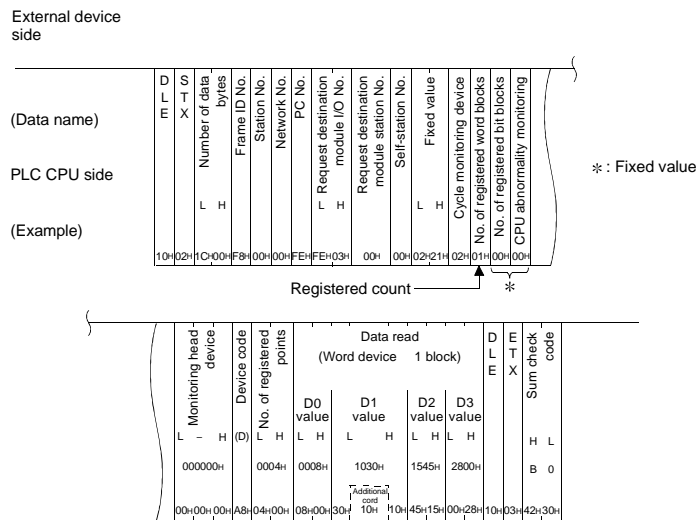 External device
side
(Data name)
PLC CPU side
(Example)
D L E
S T X
Number of data bytes
Frame ID No.
Station No.
Network No.
PC No.
Request destination module I/O No.
Request destination module station No.
Self-station No.
Fixed value
Cycle monitoring device
No. of registered word blocks
No. of registered bit blocks
CPU abnormality monitoring
L H L H L H
10H 02H 1CH 00H F8H 00H 00H FEH FEH 03H 00H 00H 02H 21H 02H 01H 00H 00H
* : Fixed value
Registered count
*
Monitoring head device
Device code
No. of registered points
Data read
(Word device 1 block)
D0 value
D1 value
D2 value
D3 value
D L E
E T X
Sum check code
L – H (D) L H L H L H L H L H H L
000000H 0004H 0008H 1030H 1545H 2800H B 0
Additional
cord
00H 00H 00H A8H 04H 00H 08H 00H 30H 10H 10H 45H 15H 00H 28H 10H 03H 42H 30H